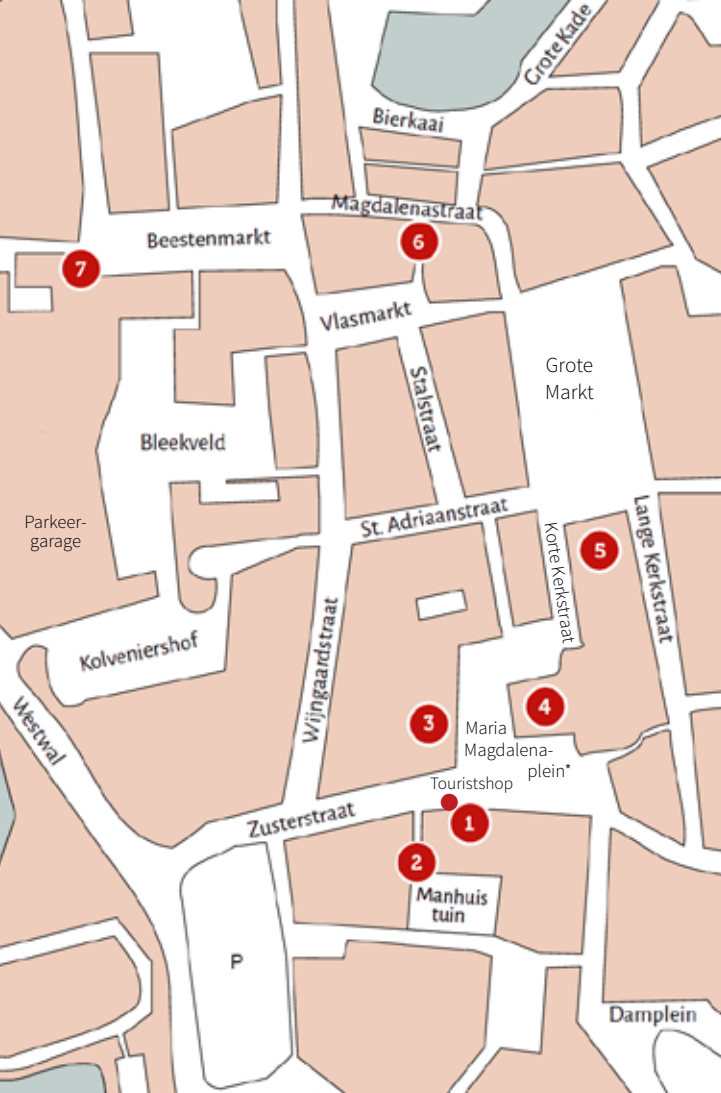 Grote Kade
Bierkaai
Magdalenastraat
Beestenmarkt
6
7
Vlasmarkt
Grote
Markt
Stalstraat
Bleekveld
St. Adriaanstraat
Parkeer-
garage
Korte Kerkstraat
5
Lange Kerkstraat
Kolveniershof
Wijngaardstraat
Westwal
3
4
Maria
Magdalena-
plein*
Touristshop
Zusterstraat
1
2
Manhuis
tuin
P
Damplein